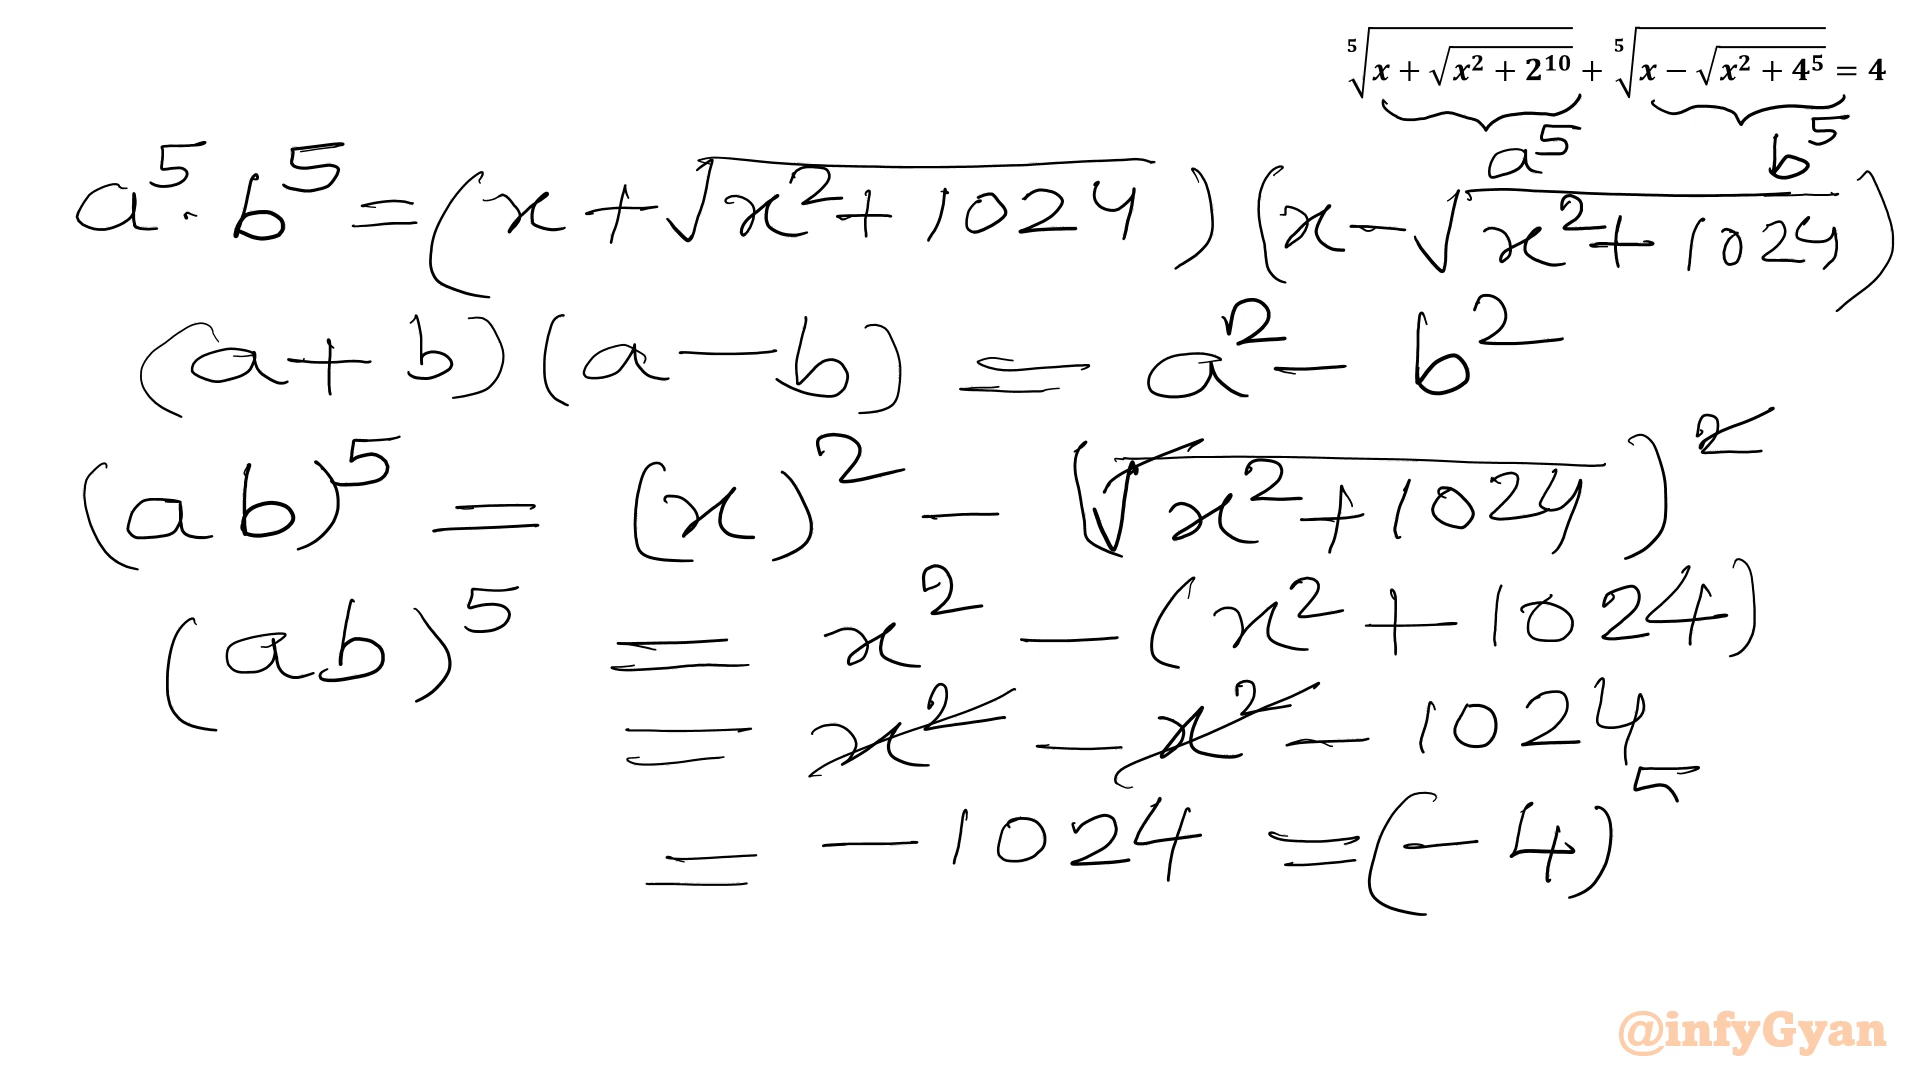 ⁵√(x + √(x² + 2¹⁰)) + ⁵√(x − √(x² + 4⁵)) = 4
a⁵ b⁵
a⁵ · b⁵ = (x + √(x² + 1024)) (x − √(x² + 1024))
(a + b) (a − b) = a² − b²
(ab)⁵ = (x)² − (√(x² + 1024))²
(ab)⁵ = x² − (x² + 1024)
= x² − x² − 1024
= − 1024 = (− 4)⁵
@infyGyan